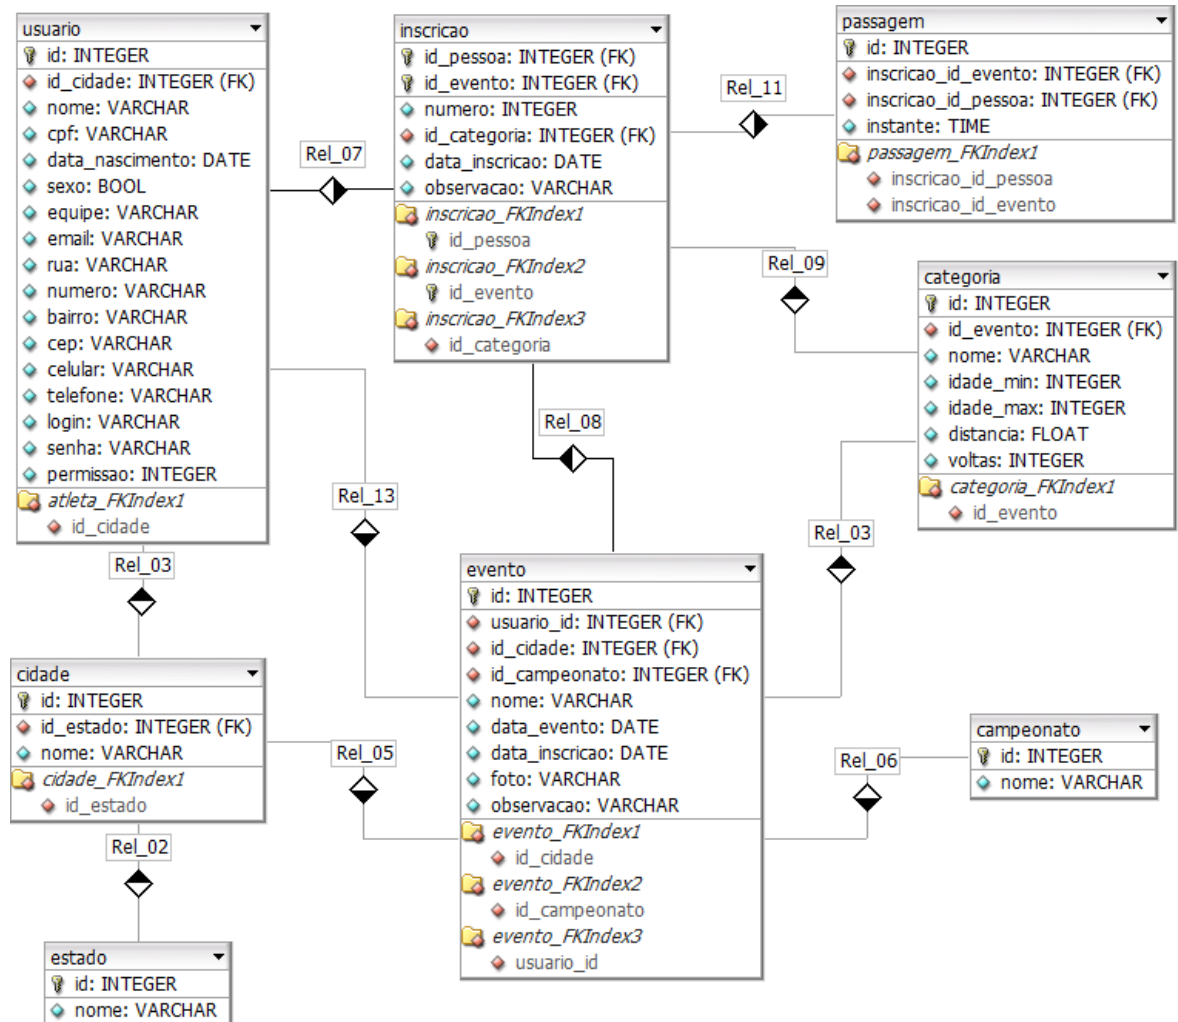 usuario
id: INTEGER
id_cidade: INTEGER (FK)
nome: VARCHAR
cpf: VARCHAR
data_nascimento: DATE
sexo: BOOL
equipe: VARCHAR
email: VARCHAR
rua: VARCHAR
numero: VARCHAR
bairro: VARCHAR
cep: VARCHAR
celular: VARCHAR
telefone: VARCHAR
login: VARCHAR
senha: VARCHAR
permissao: INTEGER
atleta_FKIndex1
id_cidade
Rel_07
inscricao
id_pessoa: INTEGER (FK)
id_evento: INTEGER (FK)
numero: INTEGER
id_categoria: INTEGER (FK)
data_inscricao: DATE
observacao: VARCHAR
inscricao_FKIndex1
id_pessoa
inscricao_FKIndex2
id_evento
inscricao_FKIndex3
id_categoria
Rel_11
passagem
id: INTEGER
inscricao_id_evento: INTEGER (FK)
inscricao_id_pessoa: INTEGER (FK)
instante: TIME
passagem_FKIndex1
inscricao_id_pessoa
inscricao_id_evento
Rel_09
categoria
id: INTEGER
id_evento: INTEGER (FK)
nome: VARCHAR
idade_min: INTEGER
idade_max: INTEGER
distancia: FLOAT
voltas: INTEGER
categoria_FKIndex1
id_evento
Rel_08
Rel_13
Rel_03
Rel_03
evento
id: INTEGER
usuario_id: INTEGER (FK)
id_cidade: INTEGER (FK)
id_campeonato: INTEGER (FK)
nome: VARCHAR
data_evento: DATE
data_inscricao: DATE
foto: VARCHAR
observacao: VARCHAR
evento_FKIndex1
id_cidade
evento_FKIndex2
id_campeonato
evento_FKIndex3
usuario_id
cidade
id: INTEGER
id_estado: INTEGER (FK)
nome: VARCHAR
cidade_FKIndex1
id_estado
Rel_05
Rel_06
campeonato
id: INTEGER
nome: VARCHAR
Rel_02
estado
id: INTEGER
nome: VARCHAR